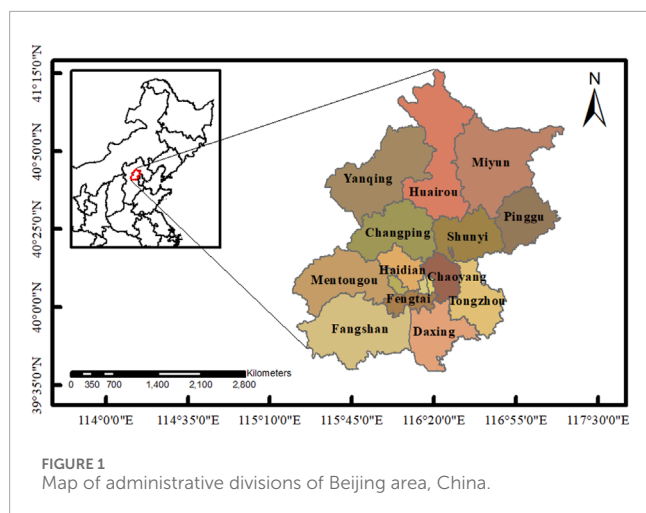 41°15'0"N
40°50'0"N
40°25'0"N
40°0'0"N
39°35'0"N
N
Miyun
Yanqing
Huairou
Pinggu
Changping
Shunyi
Haidian
Chaoyang
Mentougou
Fengtai
Tongzhou
Fangshan
Daxing
Kilometers
0 350 700 1,400 2,100 2,800
114°0'0"E 114°35'0"E 115°10'0"E 115°45'0"E 116°20'0"E 116°55'0"E 117°30'0"E
FIGURE 1
Map of administrative divisions of Beijing area, China.